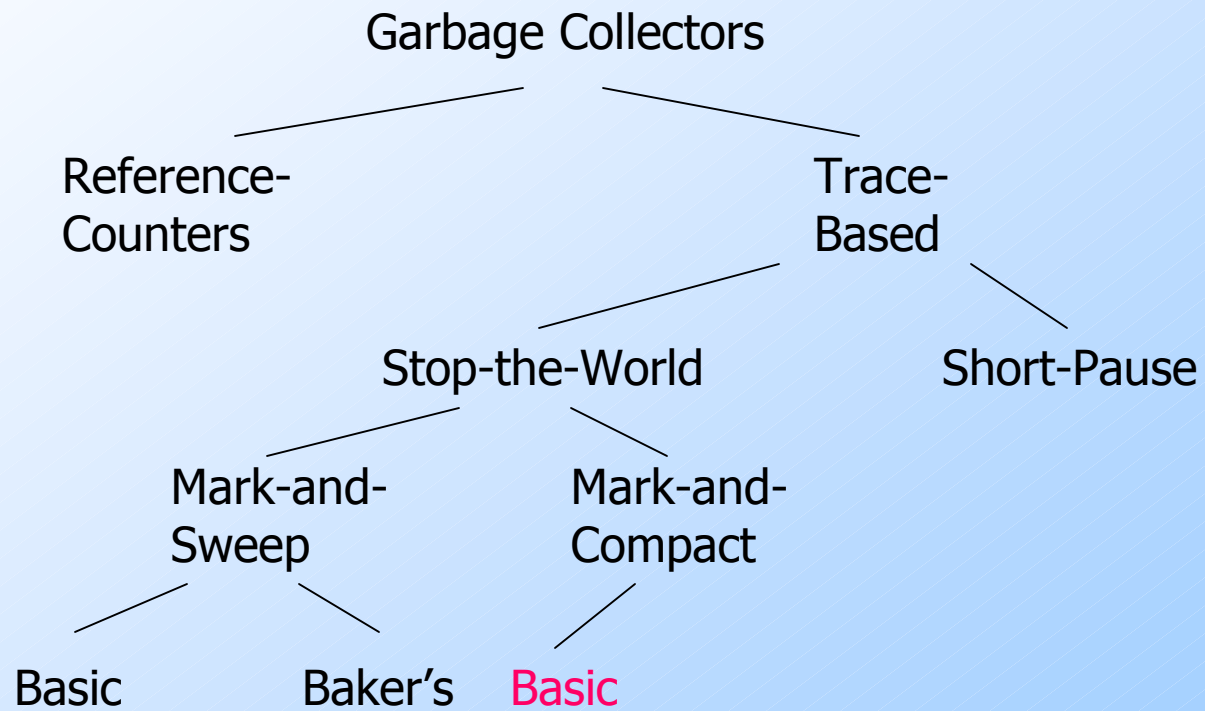 Garbage Collectors
Reference-
Counters
Trace-
Based
Stop-the-World
Short-Pause
Mark-and-
Sweep
Mark-and-
Compact
Basic
Baker’s
Basic